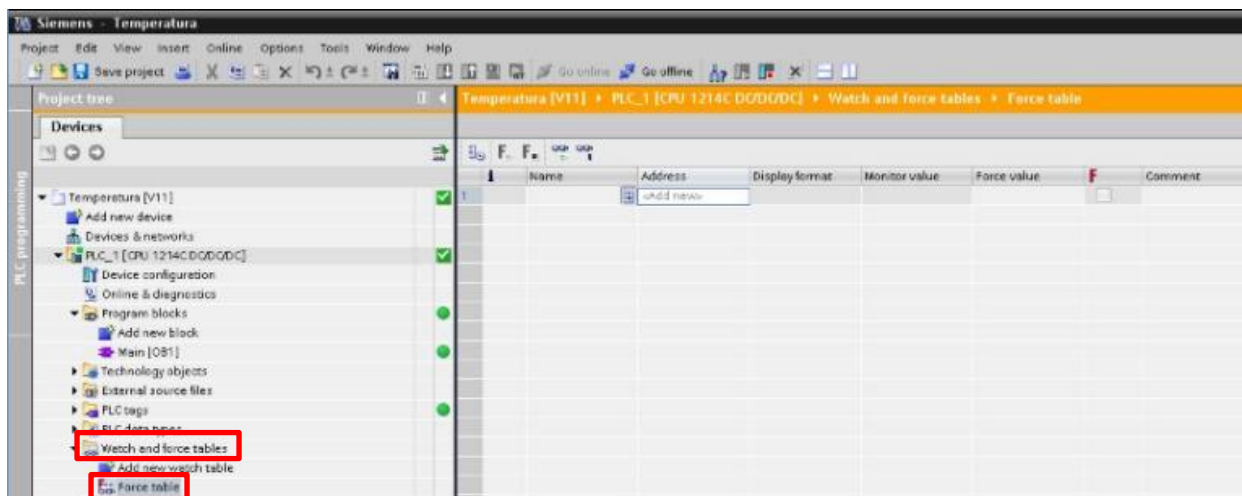 Siemens - Temperatura
Project Edit View Insert Online Options Tools Window Help
Save project Go online Go offline
Project tree
Temperatura [V11] PLC_1 [CPU 1214C DC/DC/DC] Watch and force tables Force table
Devices
PLC programming
i Name Address Display format Monitor value Force value F Comment
1 <Add new>
Temperatura [V11]
Add new device
Devices & networks
PLC_1 [CPU 1214C DC/DC/DC]
Device configuration
Online & diagnostics
Program blocks
Add new block
Main [OB1]
Technology objects
External source files
PLC tags
PLC data types
Watch and force tables
Add new watch table
Force table